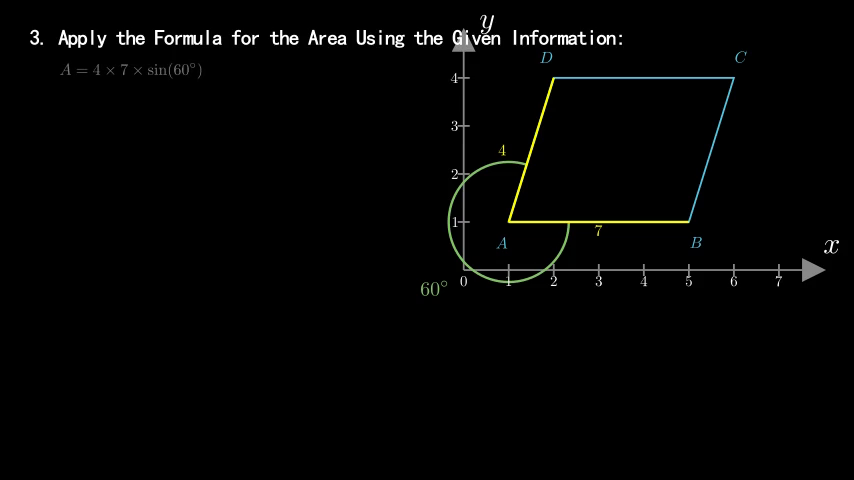 y
3. Apply the Formula for the Area Using the Given Information:
A = 4 × 7 × sin(60°)
D
C
4
3
4
2
1
7
A
B
x
60°
0
1
2
3
4
5
6
7